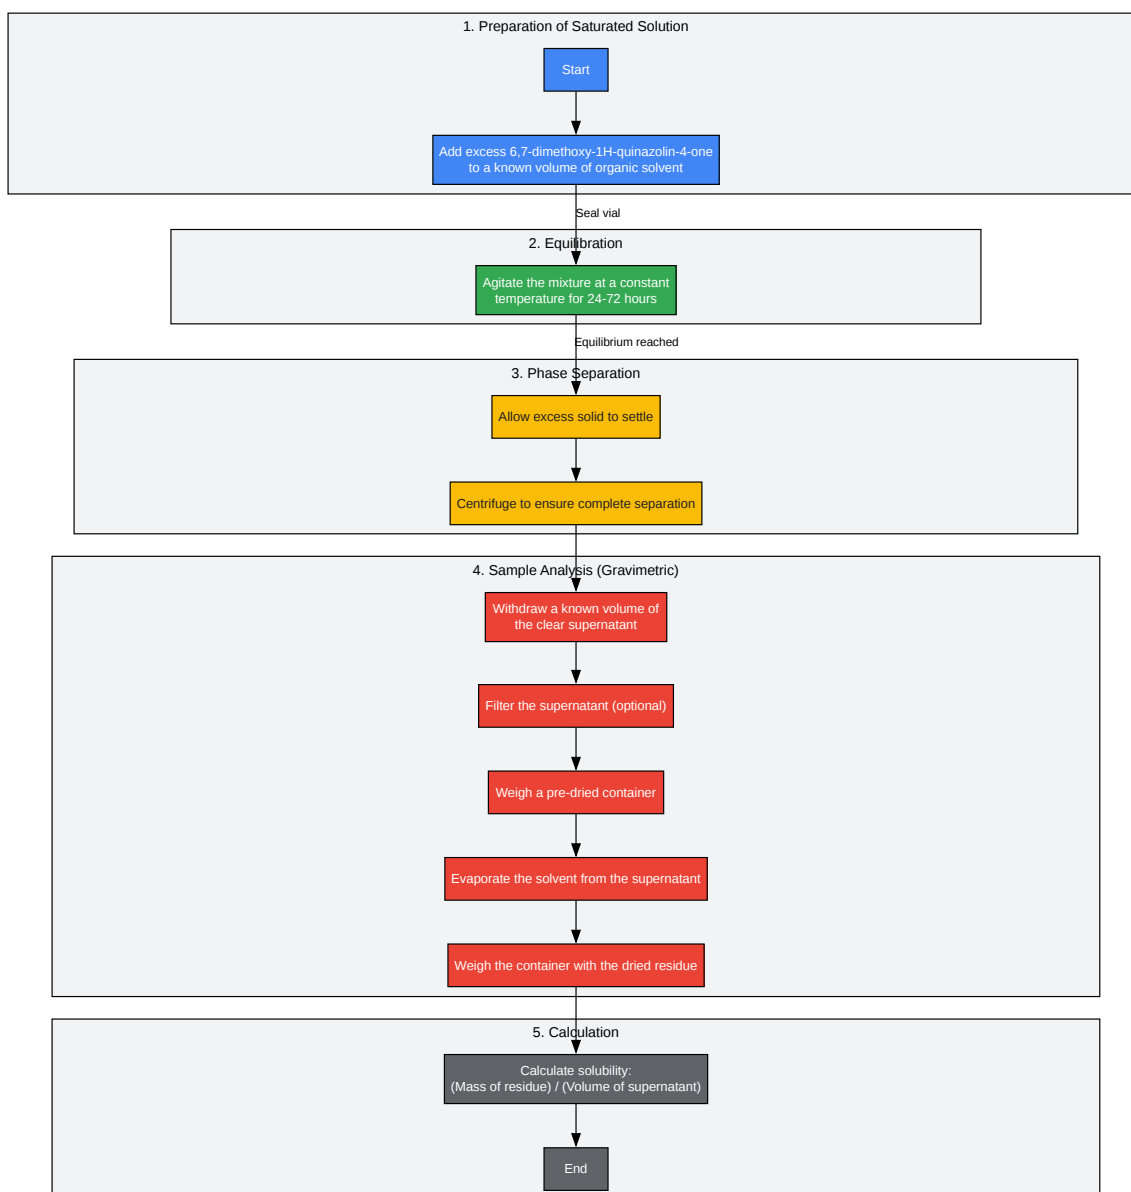 1. Preparation of Saturated Solution
Start
Add excess 6,7-dimethoxy-1H-quinazolin-4-one
to a known volume of organic solvent
Seal vial
2. Equilibration
Agitate the mixture at a constant
temperature for 24-72 hours
Equilibrium reached
3. Phase Separation
Allow excess solid to settle
Centrifuge to ensure complete separation
4. Sample Analysis (Gravimetric)
Withdraw a known volume of
the clear supernatant
Filter the supernatant (optional)
Weigh a pre-dried container
Evaporate the solvent from the supernatant
Weigh the container with the dried residue
5. Calculation
Calculate solubility:
(Mass of residue) / (Volume of supernatant)
End